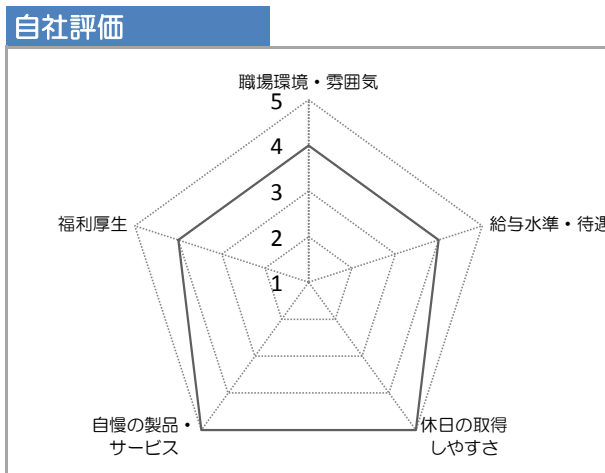 自社評価
職場環境・雰囲気
5
4
3
2
1
福利厚生
給与水準・待遇
自慢の製品・
サービス
休日の取得
しやすさ